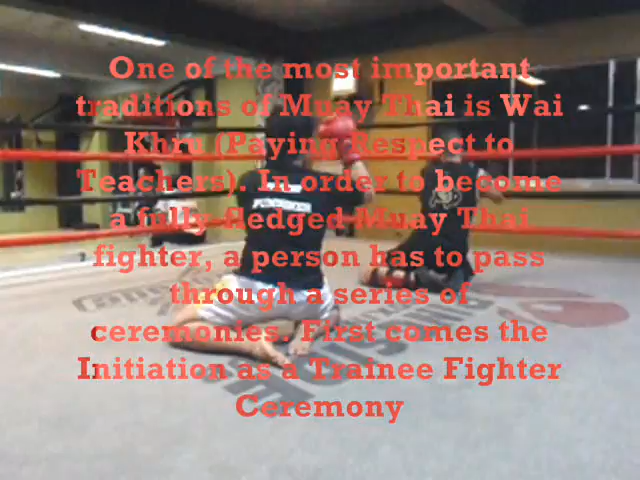 One of the most important
traditions of Muay Thai is Wai
Khru (Paying Respect to
Teachers). In order to become
a fully-fledged Muay Thai
fighter, a person has to pass
through a series of
ceremonies. First comes the
Initiation as a Trainee Fighter
Ceremony